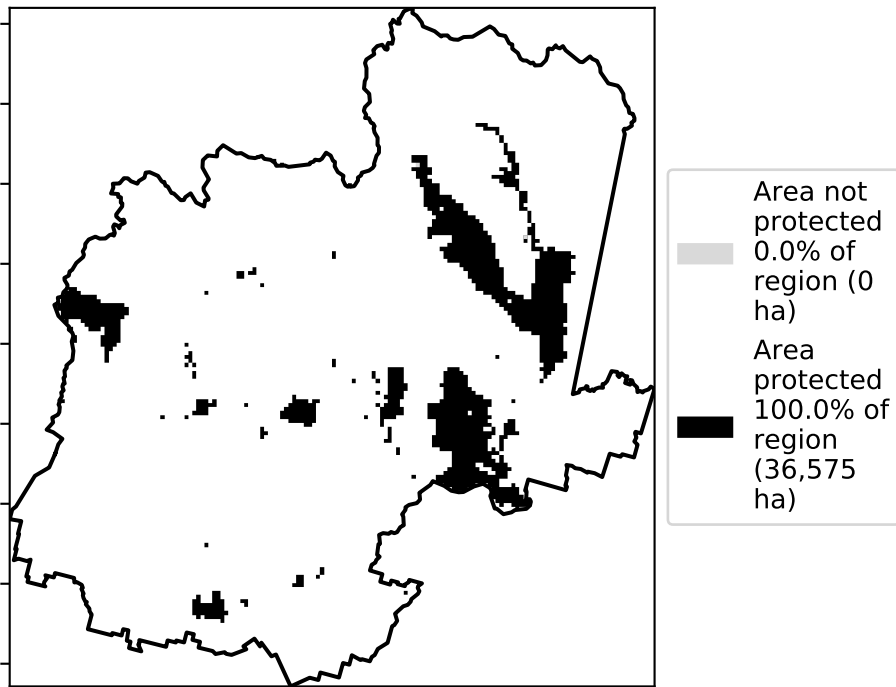 Area not
protected
0.0% of
region (0
ha)
Area
protected
100.0% of
region
(36,575
ha)